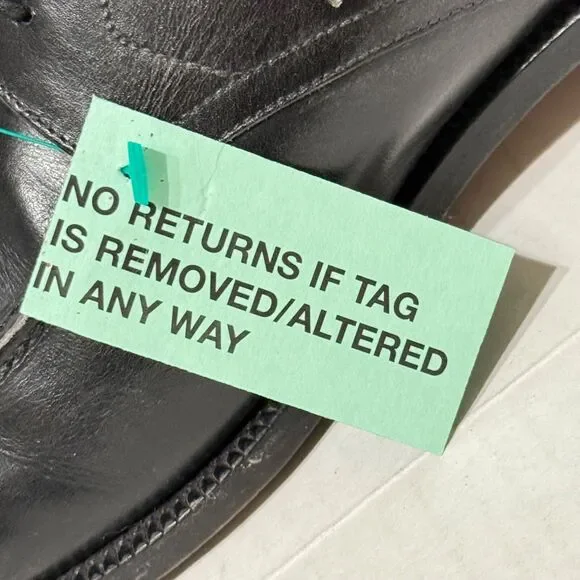 NO RETURNS IF TAG
IS REMOVED/ALTERED
IN ANY WAY